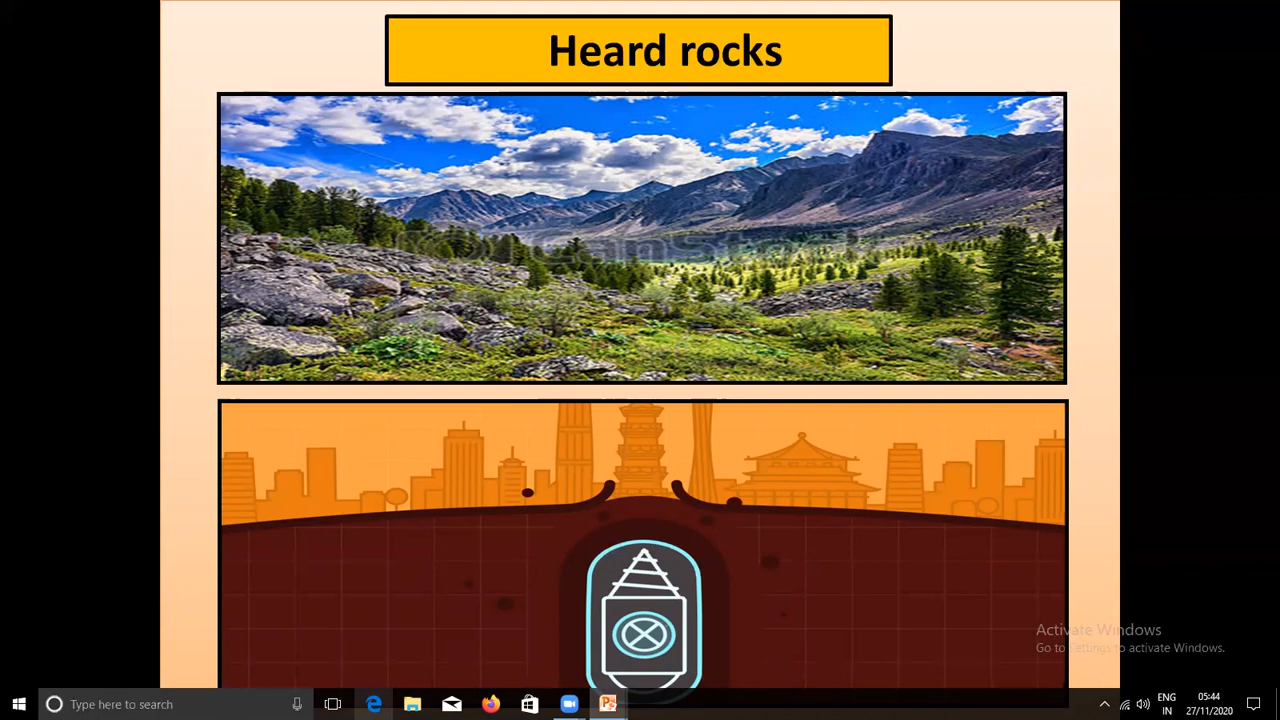 Heard rocks
CanStock
Activate Windows
Go to Settings to activate Windows.
Type here to search
ENG
IN
05:44
27/11/2020